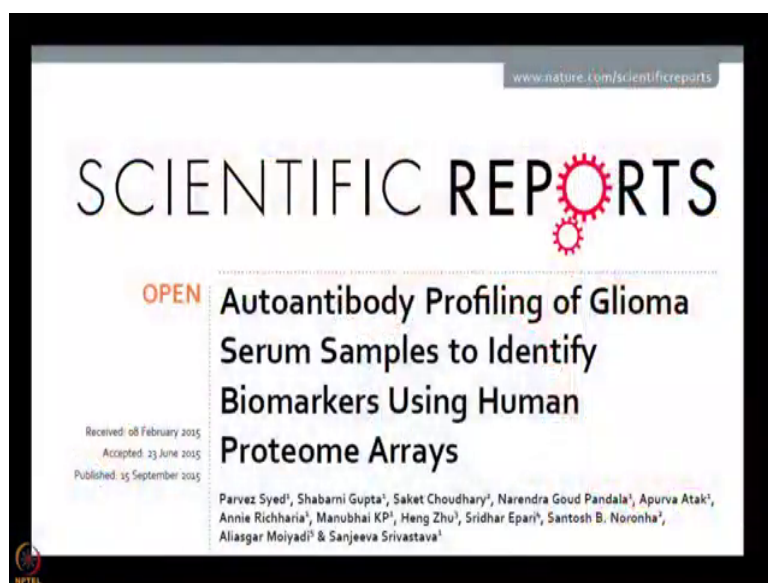 www.nature.com/scientificreports
SCIENTIFIC REPORTS
OPEN
Autoantibody Profiling of Glioma
Serum Samples to Identify
Biomarkers Using Human
Proteome Arrays
Received: 08 February 2015
Accepted: 23 June 2015
Published: 15 September 2015
Parvez Syed¹, Shabarni Gupta¹, Saket Choudhary², Narendra Goud Pandala¹, Apurva Atak¹,
Annie Richharia¹, Manubhai KP¹, Heng Zhu³, Sridhar Epari⁴, Santosh B. Noronha²,
Aliasgar Moiyadi⁵ & Sanjeeva Srivastava¹
NPTEL